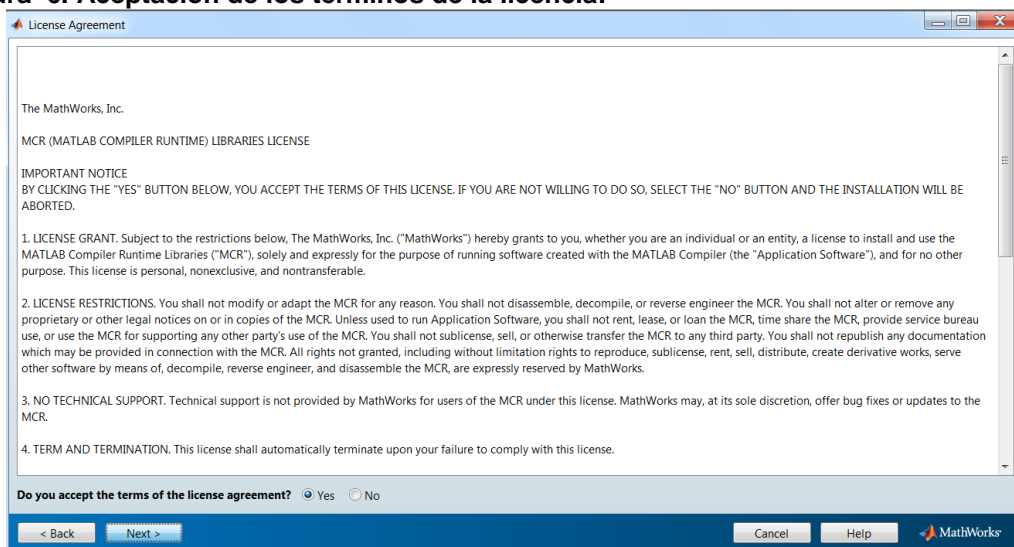 6. Aceptación de los términos de la licencia.
License Agreement
The MathWorks, Inc.
MCR (MATLAB COMPILER RUNTIME) LIBRARIES LICENSE
IMPORTANT NOTICE
BY CLICKING THE "YES" BUTTON BELOW, YOU ACCEPT THE TERMS OF THIS LICENSE. IF YOU ARE NOT WILLING TO DO SO, SELECT THE "NO" BUTTON AND THE INSTALLATION WILL BE
ABORTED.
1. LICENSE GRANT. Subject to the restrictions below, The MathWorks, Inc. ("MathWorks") hereby grants to you, whether you are an individual or an entity, a license to install and use the
MATLAB Compiler Runtime Libraries ("MCR"), solely and expressly for the purpose of running software created with the MATLAB Compiler (the "Application Software"), and for no other
purpose. This license is personal, nonexclusive, and nontransferable.
2. LICENSE RESTRICTIONS. You shall not modify or adapt the MCR for any reason. You shall not disassemble, decompile, or reverse engineer the MCR. You shall not alter or remove any
proprietary or other legal notices on or in copies of the MCR. Unless used to run Application Software, you shall not rent, lease, or loan the MCR, time share the MCR, provide service bureau
use, or use the MCR for supporting any other party's use of the MCR. You shall not sublicense, sell, or otherwise transfer the MCR to any third party. You shall not republish any documentation
which may be provided in connection with the MCR. All rights not granted, including without limitation rights to reproduce, sublicense, rent, sell, distribute, create derivative works, serve
other software by means of, decompile, reverse engineer, and disassemble the MCR, are expressly reserved by MathWorks.
3. NO TECHNICAL SUPPORT. Technical support is not provided by MathWorks for users of the MCR under this license. MathWorks may, at its sole discretion, offer bug fixes or updates to the
MCR.
4. TERM AND TERMINATION. This license shall automatically terminate upon your failure to comply with this license.
Do you accept the terms of the license agreement? Yes No
< Back Next > Cancel Help MathWorks